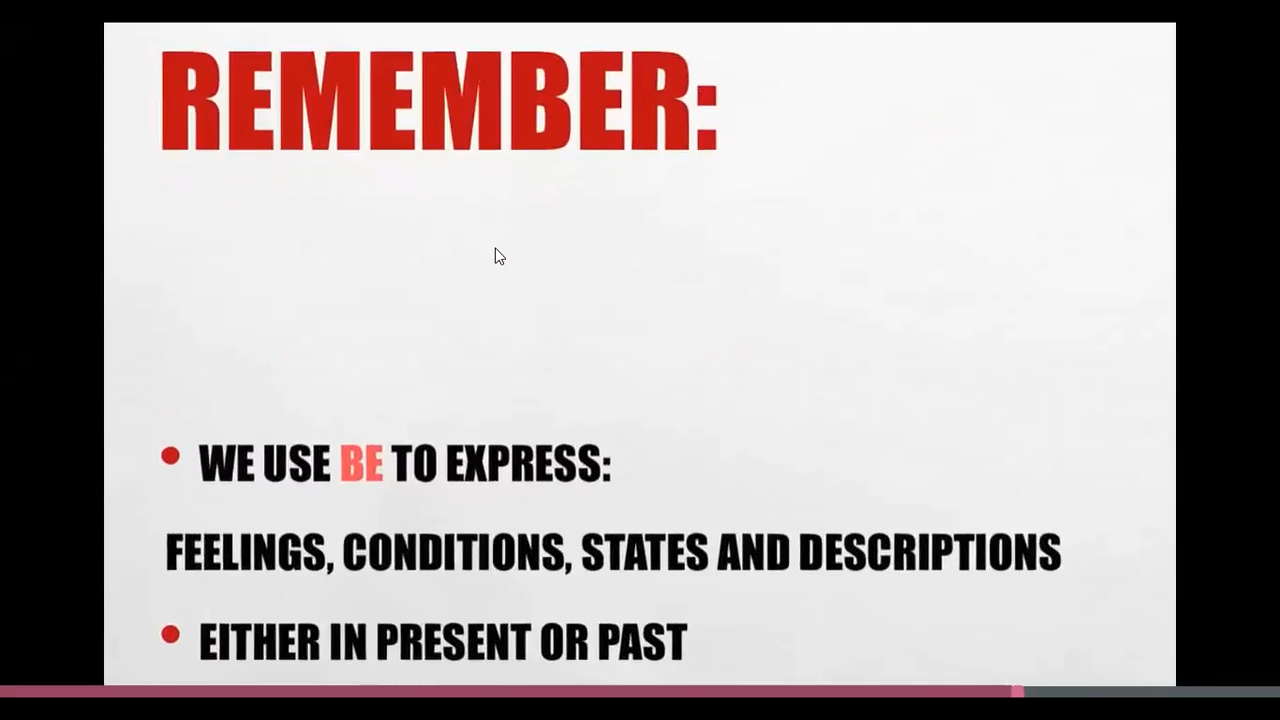 REMEMBER:
WE USE BE TO EXPRESS:
FEELINGS, CONDITIONS, STATES AND DESCRIPTIONS
EITHER IN PRESENT OR PAST